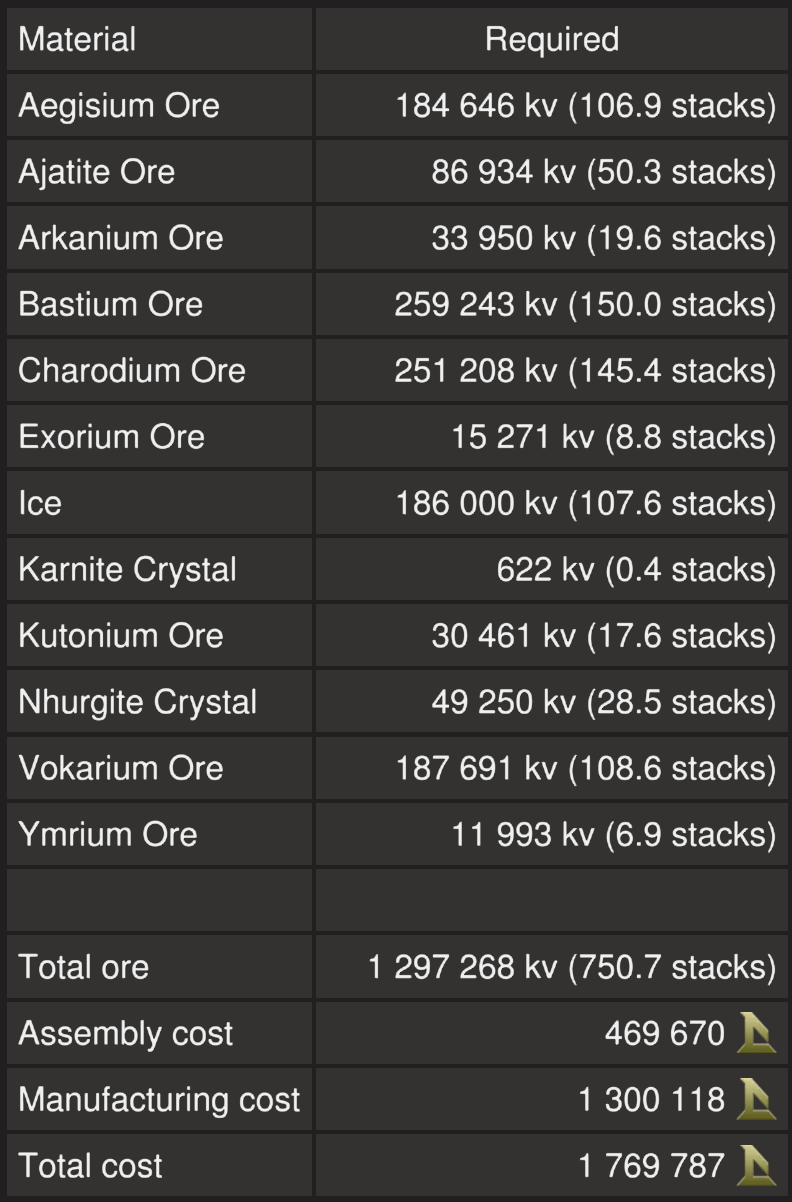 Material Required
Aegisium Ore 184 646 kv (106.9 stacks)
Ajatite Ore 86 934 kv (50.3 stacks)
Arkanium Ore 33 950 kv (19.6 stacks)
Bastium Ore 259 243 kv (150.0 stacks)
Charodium Ore 251 208 kv (145.4 stacks)
Exorium Ore 15 271 kv (8.8 stacks)
Ice 186 000 kv (107.6 stacks)
Karnite Crystal 622 kv (0.4 stacks)
Kutonium Ore 30 461 kv (17.6 stacks)
Nhurgite Crystal 49 250 kv (28.5 stacks)
Vokarium Ore 187 691 kv (108.6 stacks)
Ymrium Ore 11 993 kv (6.9 stacks)
Total ore 1 297 268 kv (750.7 stacks)
Assembly cost 469 670
Manufacturing cost 1 300 118
Total cost 1 769 787